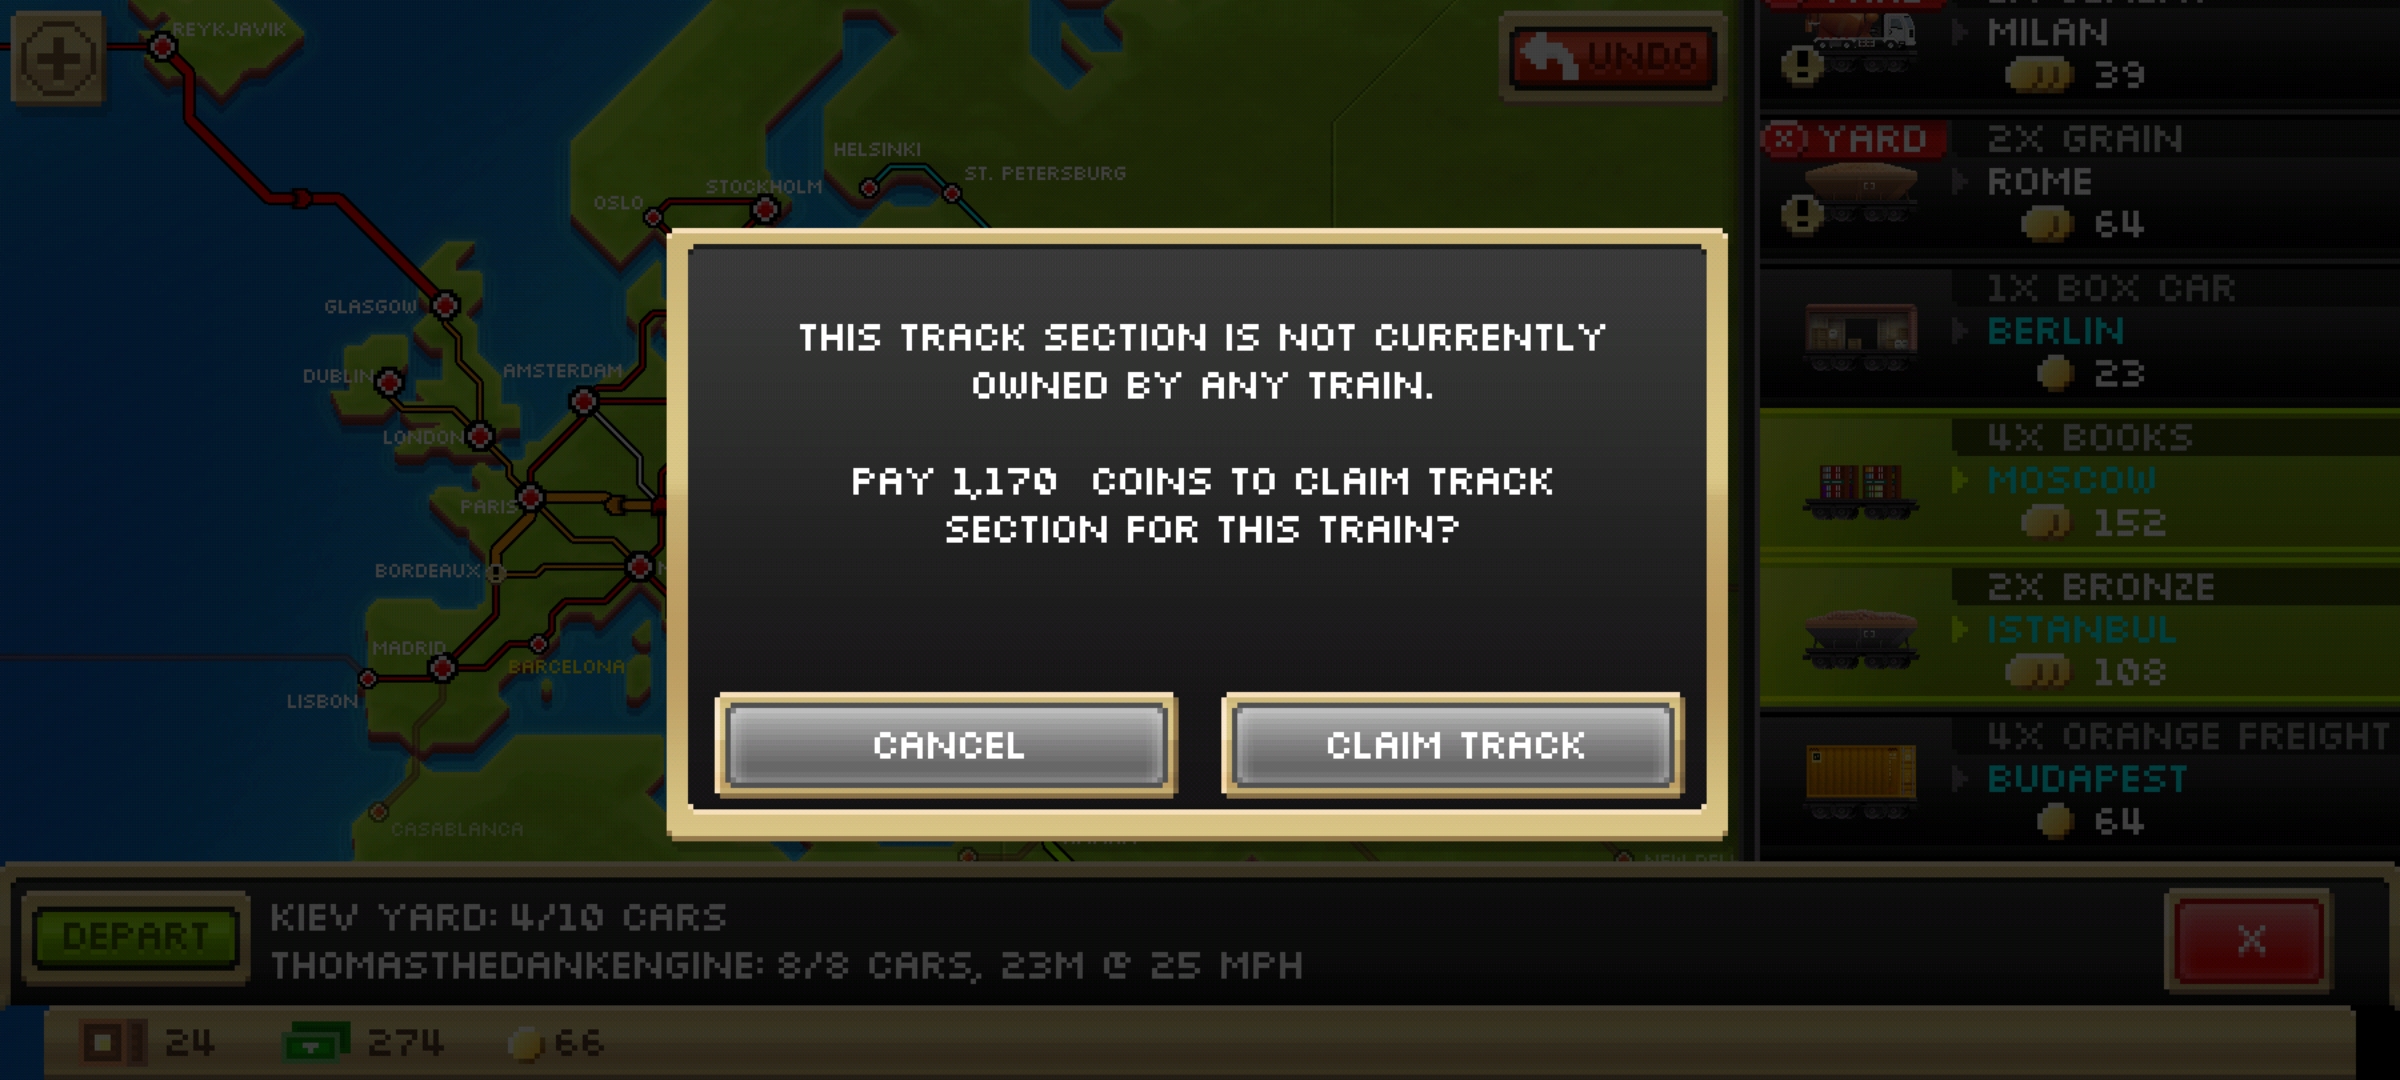 REYKJAVIK
UNDO
MILAN
39
YARD
2X GRAIN
ROME
64
HELSINKI
ST. PETERSBURG
STOCKHOLM
OSLO
1X BOX CAR
BERLIN
23
GLASGOW
THIS TRACK SECTION IS NOT CURRENTLY
OWNED BY ANY TRAIN.
PAY 1,170 COINS TO CLAIM TRACK
SECTION FOR THIS TRAIN?
CANCEL
CLAIM TRACK
DUBLIN
AMSTERDAM
LONDON
PARIS
BORDEAUX
MADRID
BARCELONA
LISBON
CASABLANCA
4X BOOKS
MOSCOW
152
2X BRONZE
ISTANBUL
108
4X ORANGE FREIGHT
BUDAPEST
64
DEPART
KIEV YARD: 4/10 CARS
THOMASTHEDANKENGINE: 8/8 CARS, 23M @ 25 MPH
X
24
274
66